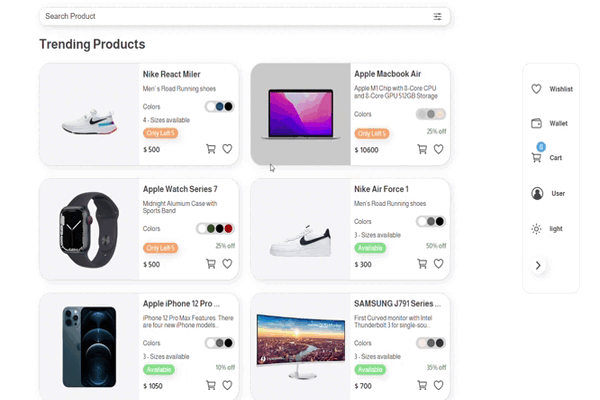 Search Product
Trending Products
Nike React Miler
Men's Road Running shoes
Colors
4 - Sizes available
Only Left 5
$ 500
Apple Macbook Air
Apple M1 Chip with 8-Core CPU
and 8-Core GPU 512GB Storage
Colors
Only Left 5
25% off
$ 10600
Apple Watch Series 7
Midnight Alumium Case with
Sports Band
Colors
Only Left 5
25% off
$ 500
Nike Air Force 1
Men's Road Running shoes
Colors
3 - Sizes available
Available
50% off
$ 300
Apple iPhone 12 Pro ...
iPhone 12 Pro Max Features. There
are four new iPhone models..
Colors
3 - Sizes available
Available
10% off
$ 1050
SAMSUNG J791 Series ...
First Curved monitor with Intel
Thunderbolt 3 for single-sou..
Colors
3 - Sizes available
Available
35% off
$ 700
Wishlist
Wallet
Cart
User
light